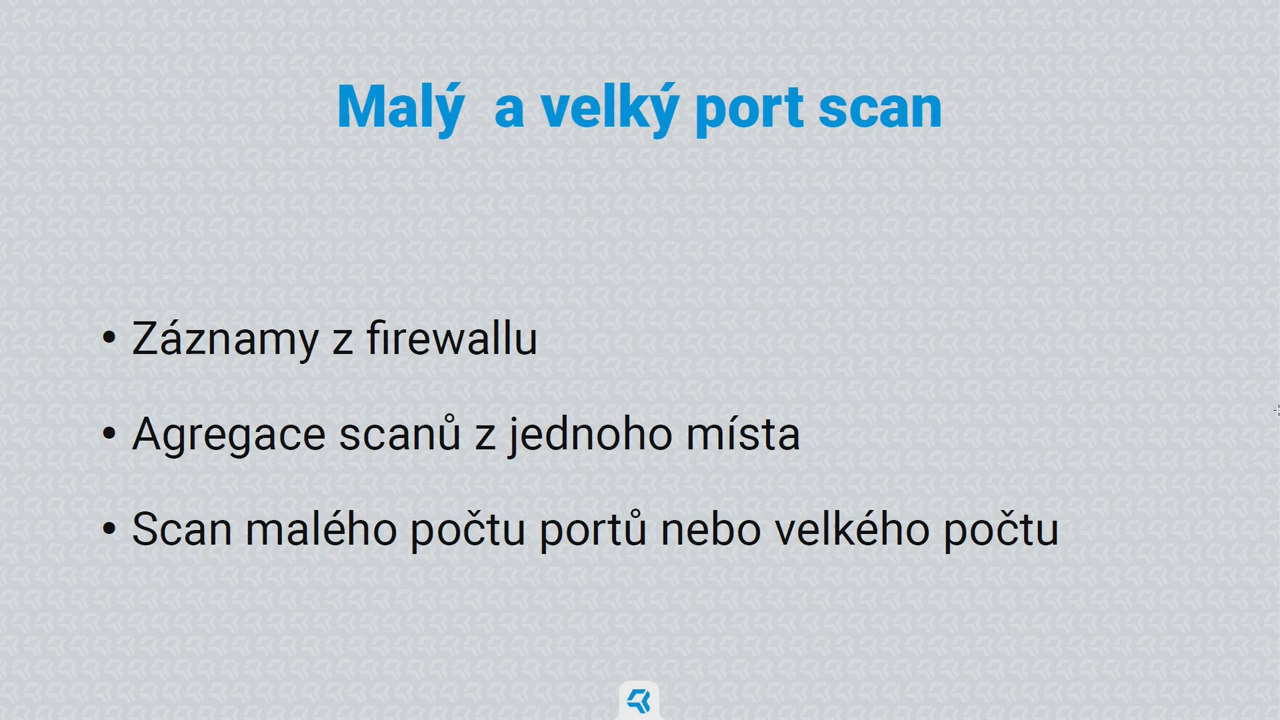 Malý a velký port scan
• Záznamy z firewallu
• Agregace scanů z jednoho místa
• Scan malého počtu portů nebo velkého počtu